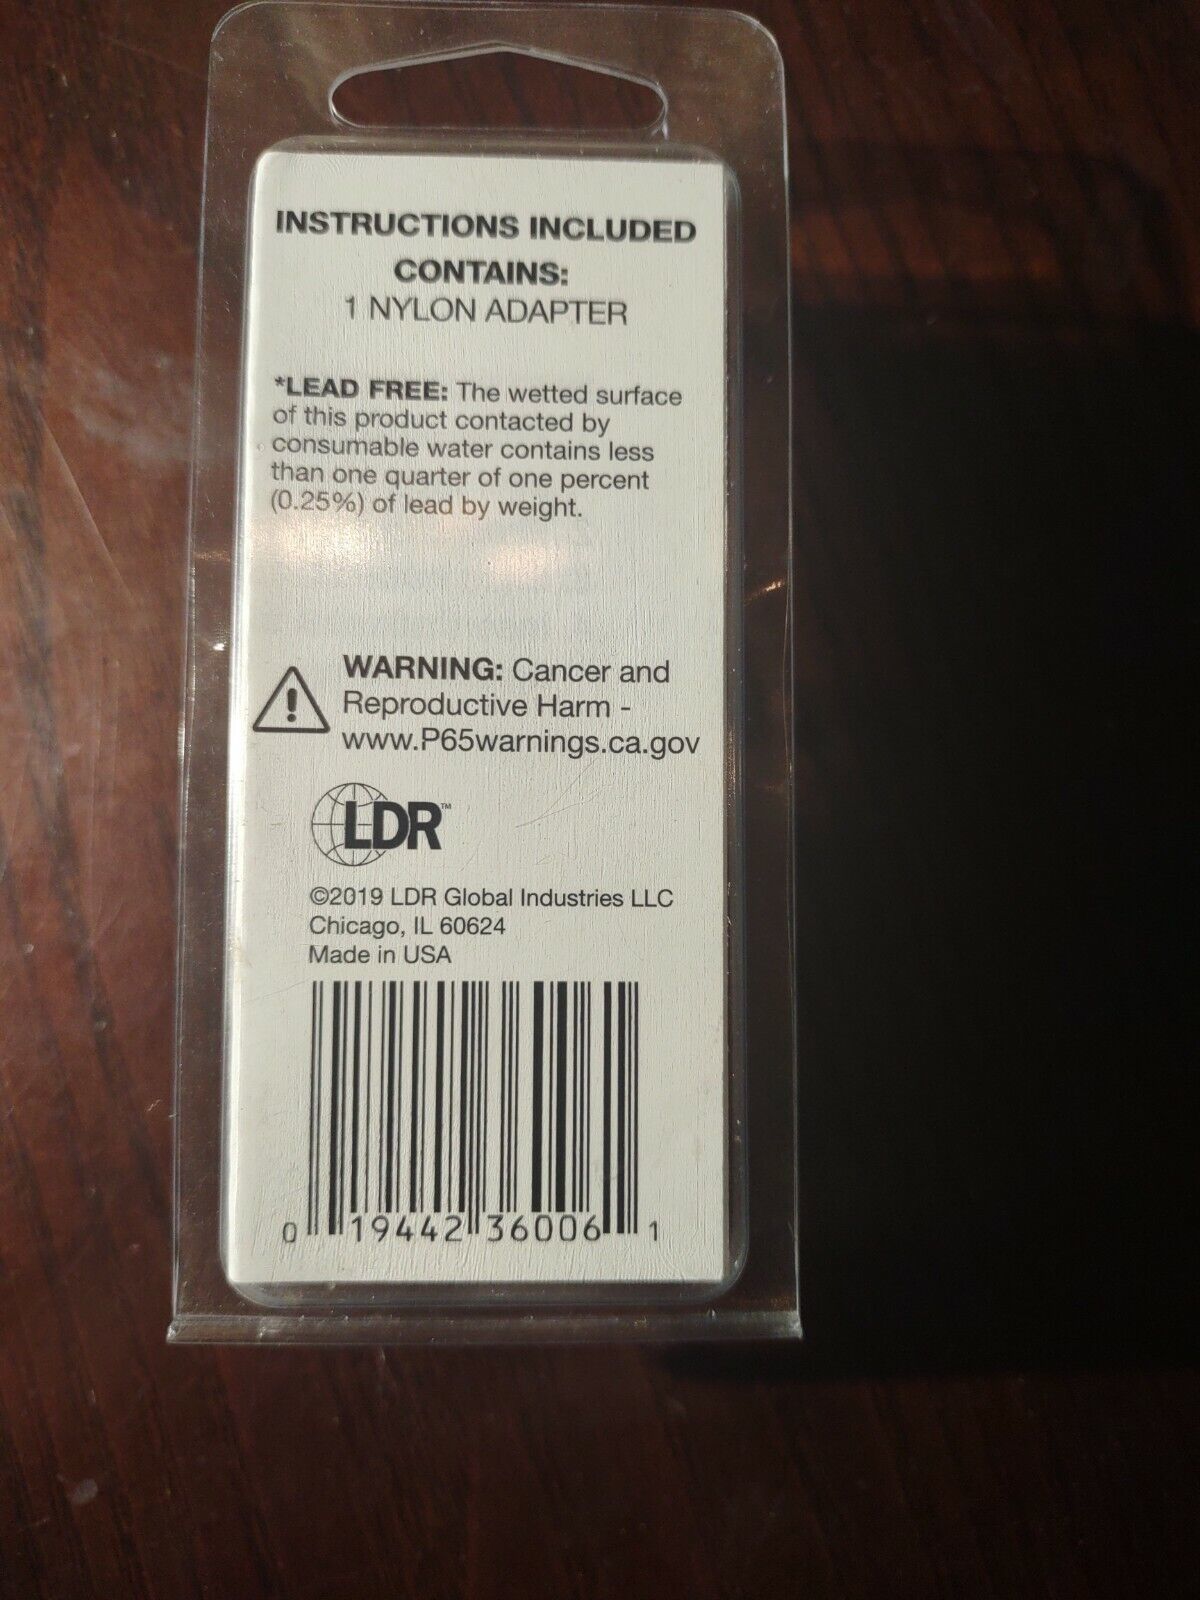 INSTRUCTIONS INCLUDED
CONTAINS:
1 NYLON ADAPTER
*LEAD FREE: The wetted surface
of this product contacted by
consumable water contains less
than one quarter of one percent
(0.25%) of lead by weight.
WARNING: Cancer and
Reproductive Harm -
www.P65warnings.ca.gov
LDR™
©2019 LDR Global Industries LLC
Chicago, IL 60624
Made in USA
0 19442 36006 1